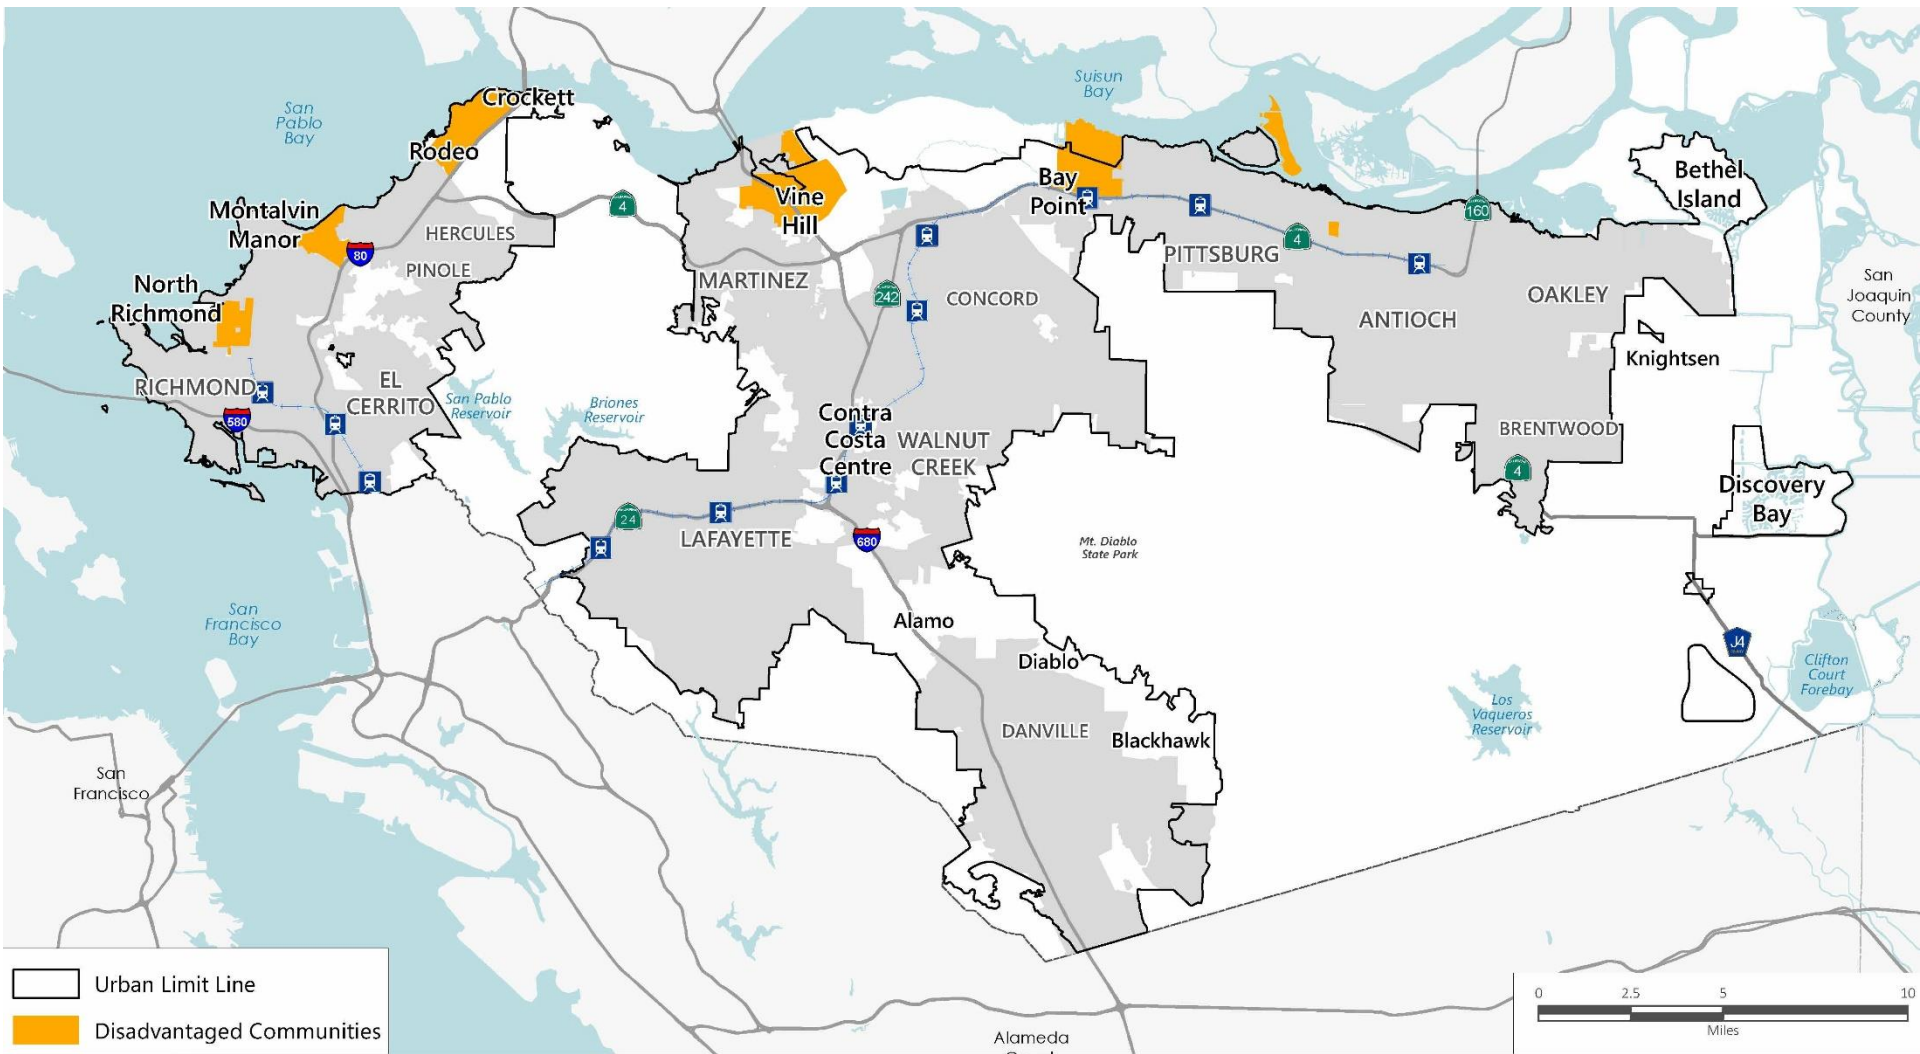 Crockett
San
Pablo
Bay
Suisun
Bay
Rodeo
Bay
Point
Bethel
Island
Vine
Hill
4
160
Montalvin
Manor
HERCULES
80
PINOLE
PITTSBURG
4
MARTINEZ
242
CONCORD
OAKLEY
San
Joaquin
County
North
Richmond
ANTIOCH
Knightsen
RICHMOND
EL
CERRITO
580
San Pablo
Reservoir
Briones
Reservoir
Contra
Costa
Centre
WALNUT
CREEK
BRENTWOOD
4
Discovery
Bay
24
LAFAYETTE
680
Mt. Diablo
State Park
San
Francisco
Bay
Alamo
Diablo
J4
Clifton
Court
Forebay
DANVILLE
Blackhawk
Los
Vaqueros
Reservoir
San
Francisco
Urban Limit Line
Disadvantaged Communities
0 2.5 5 10
Miles
Alameda